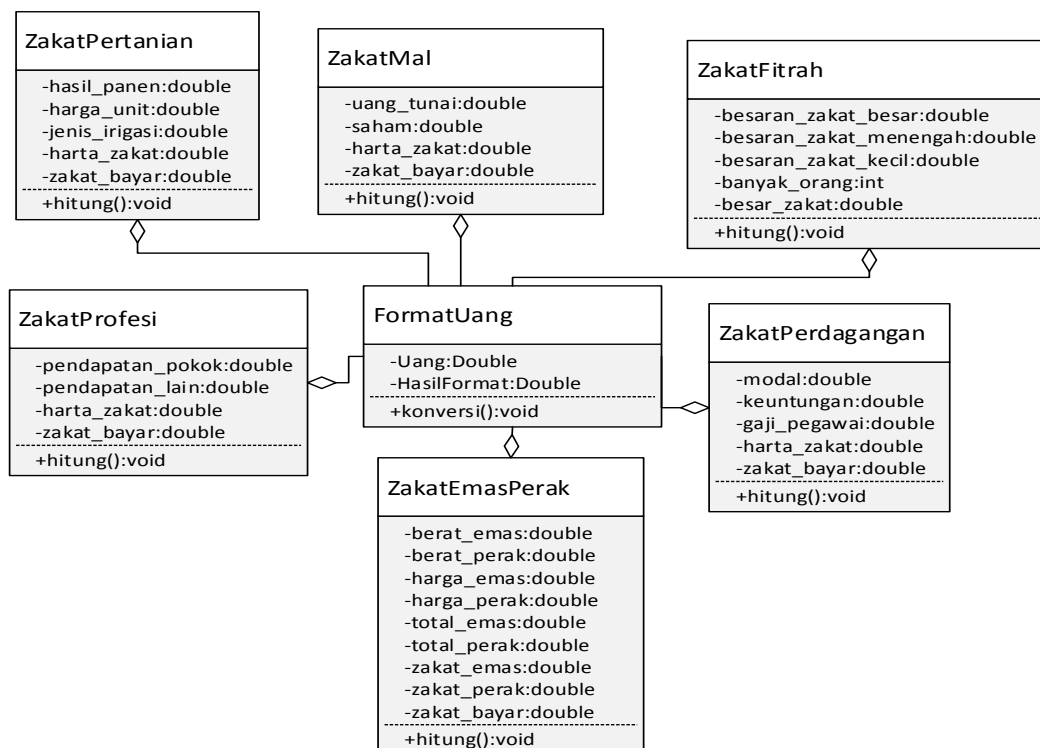 ZakatPertanian
-hasil_panen:double
-harga_unit:double
-jenis_irigasi:double
-harta_zakat:double
-zakat_bayar:double
+hitung():void
ZakatMal
-uang_tunai:double
-saham:double
-harta_zakat:double
-zakat_bayar:double
+hitung():void
ZakatFitrah
-besaran_zakat_besar:double
-besaran_zakat_menengah:double
-besaran_zakat_kecil:double
-banyak_orang:int
-besar_zakat:double
+hitung():void
ZakatProfesi
-pendapatan_pokok:double
-pendapatan_lain:double
-harta_zakat:double
-zakat_bayar:double
+hitung():void
FormatUang
-Uang:Double
-HasilFormat:Double
+konversi():void
ZakatPerdagangan
-modal:double
-keuntungan:double
-gaji_pegawai:double
-harta_zakat:double
-zakat_bayar:double
+hitung():void
ZakatEmasPerak
-berat_emas:double
-berat_perak:double
-harga_emas:double
-harga_perak:double
-total_emas:double
-total_perak:double
-zakat_emas:double
-zakat_perak:double
-zakat_bayar:double
+hitung():void